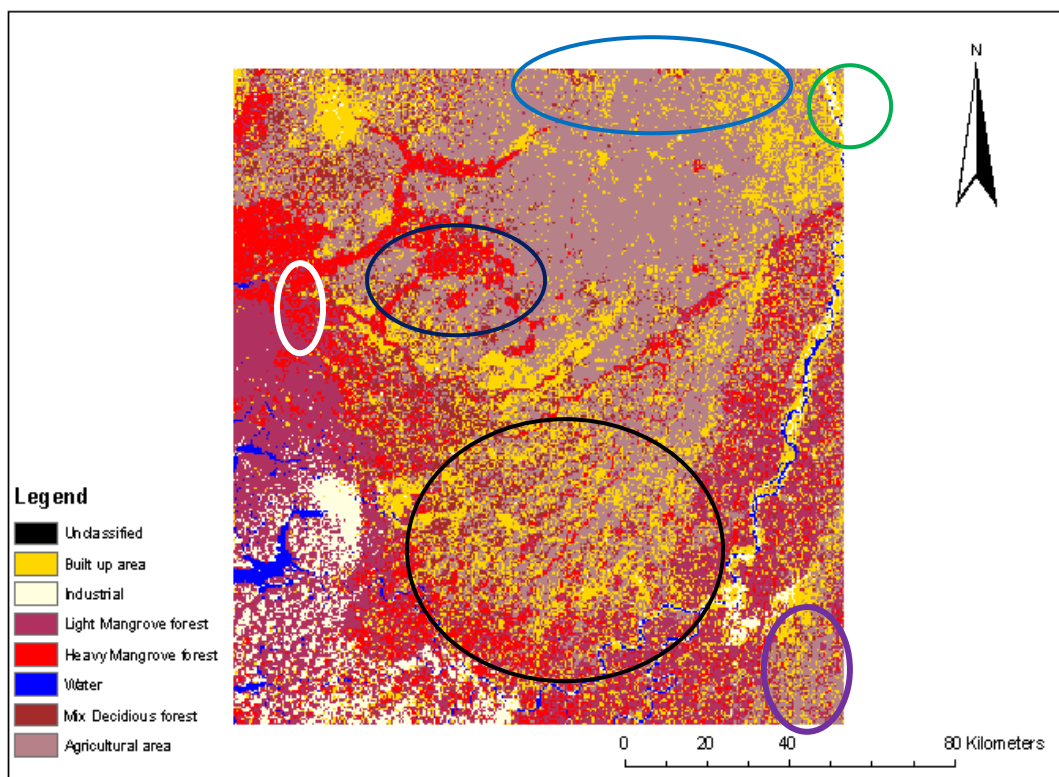 N
Legend
Unclassified
Built up area
Industrial
Light Mangrove forest
Heavy Mangrove forest
Water
Mix Decidious forest
Agricultural area
0 20 40 80 Kilometers